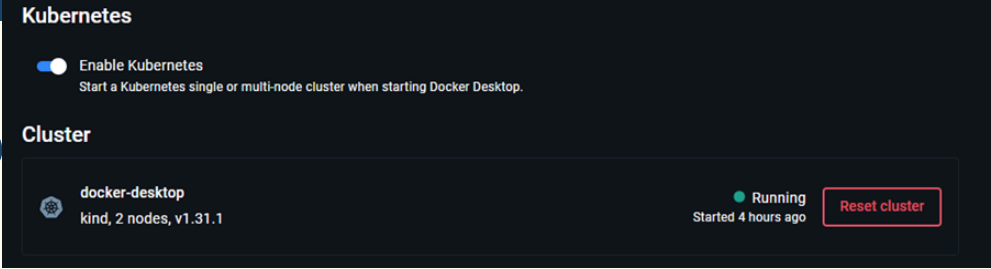 Kubernetes
Enable Kubernetes
Start a Kubernetes single or multi-node cluster when starting Docker Desktop.
Cluster
docker-desktop
kind, 2 nodes, v1.31.1
Running
Started 4 hours ago
Reset cluster